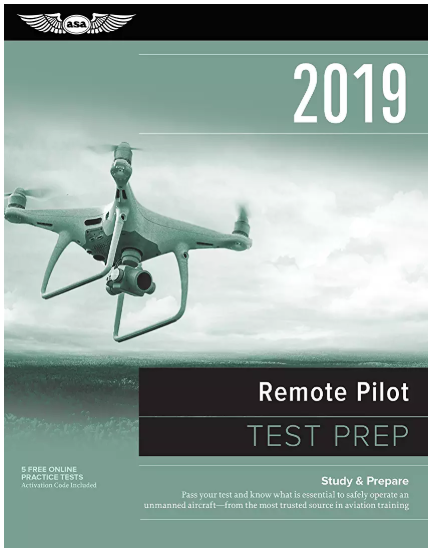 asa
2019
Remote Pilot
TEST PREP
5 FREE ONLINE
PRACTICE TESTS
Activation Code Included
Study & Prepare
Pass your test and know what is essential to safely operate an
unmanned aircraft—from the most trusted source in aviation training